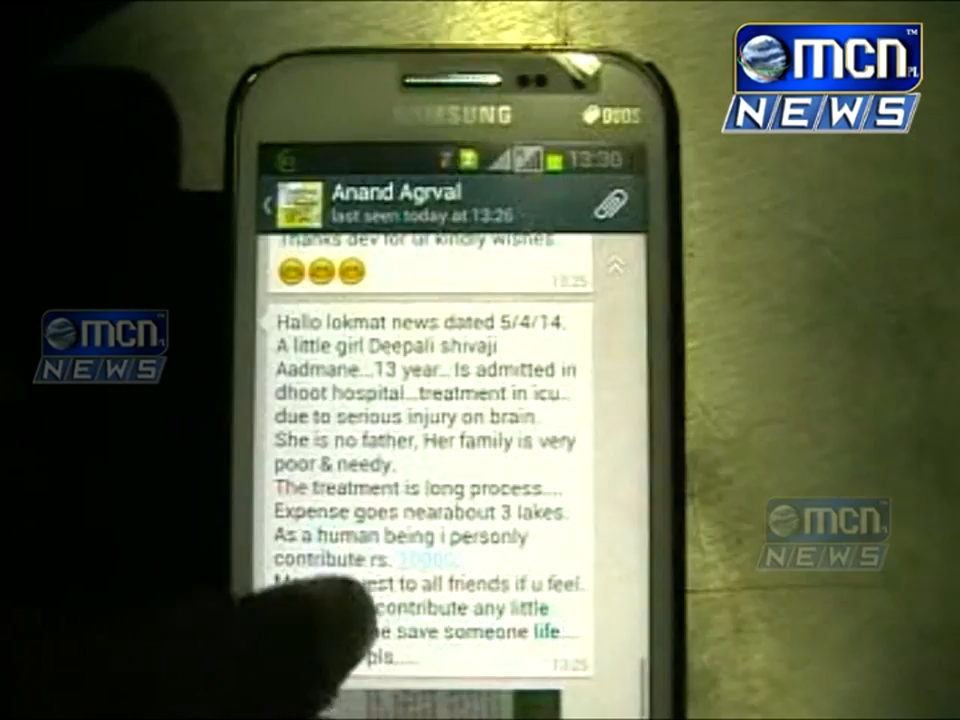 mcn
NEWS
SAMSUNG
DUOS
13:30
Anand Agrval
last seen today at 13:26
Thanks dev for ur kindly wishes
13:25
Hallo lokmat news dated 5/4/14.
A little girl Deepali shivaji
Aadmane...13 year.. Is admitted in
dhoot hospital...treatment in icu..
due to serious injury on brain.
She is no father, Her family is very
poor & needy.
The treatment is long process....
Expense goes nearabout 3 lakes.
As a human being i personly
contribute rs. 10000.
to all friends if u feel.
contribute any little
save someone life....
pls.....
13:25
mcn
NEWS
mcn
NEWS